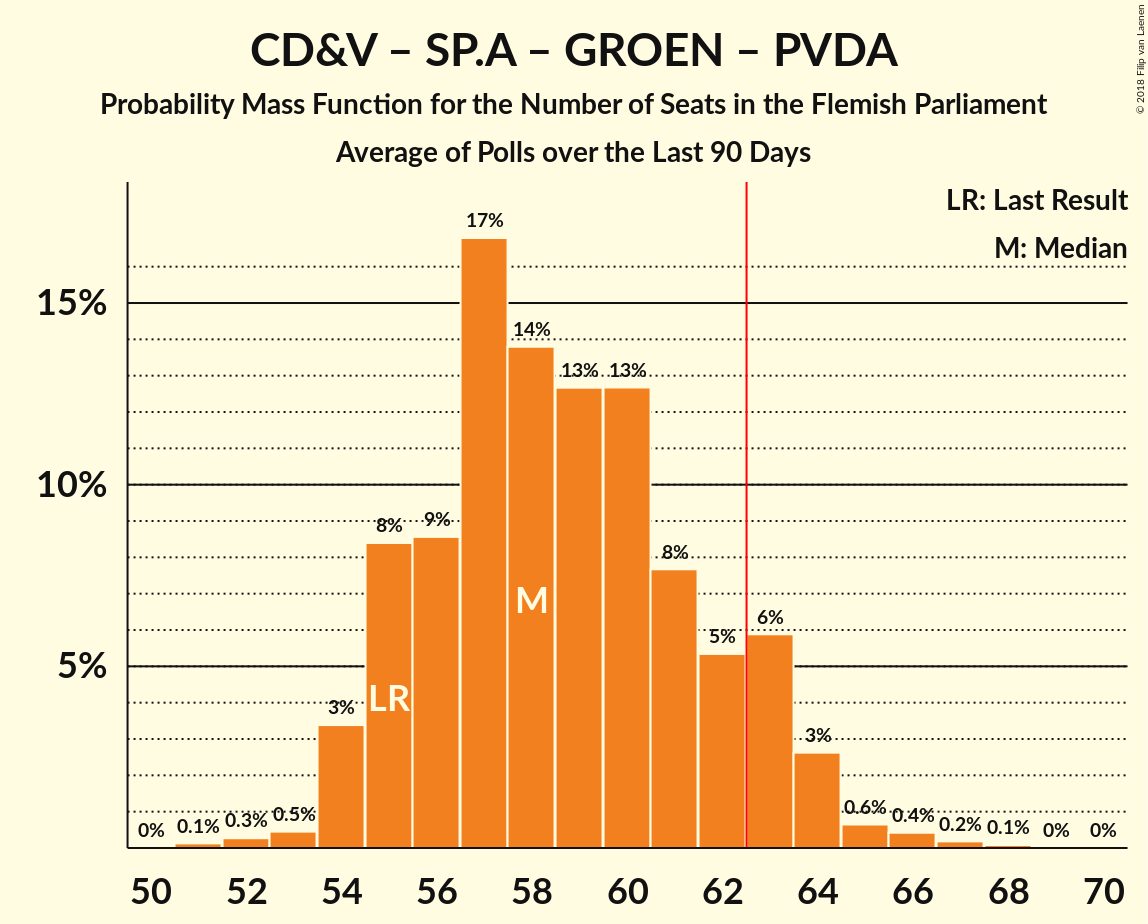 CD&V – SP.A – GROEN – PVDA
Probability Mass Function for the Number of Seats in the Flemish Parliament
Average of Polls over the Last 90 Days
© 2018 Filip van Laenen
LR: Last Result
M: Median
15%
10%
5%
0%
0.1%
0.3%
0.5%
3%
8%
9%
17%
14%
13%
13%
8%
5%
6%
3%
0.6%
0.4%
0.2%
0.1%
0%
0%
LR
M
50 52 54 56 58 60 62 64 66 68 70